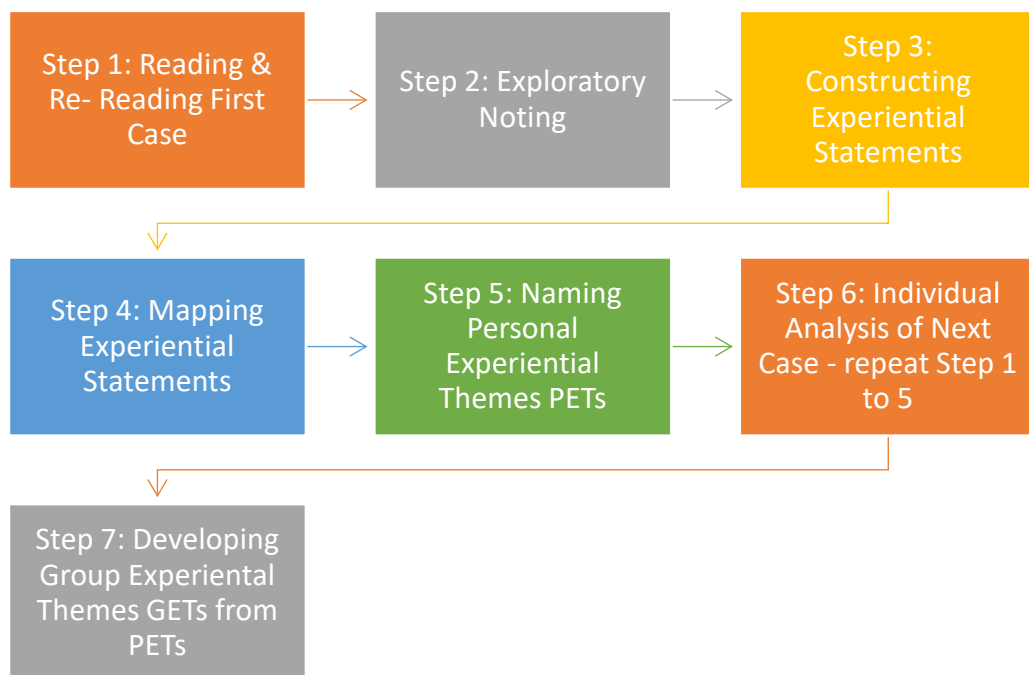 Step 1: Reading &
Re- Reading First
Case
Step 2: Exploratory
Noting
Step 3:
Constructing
Experiential
Statements
Step 4: Mapping
Experiential
Statements
Step 5: Naming
Personal
Experiential
Themes PETs
Step 6: Individual
Analysis of Next
Case - repeat Step 1
to 5
Step 7: Developing
Group Experiental
Themes GETs from
PETs